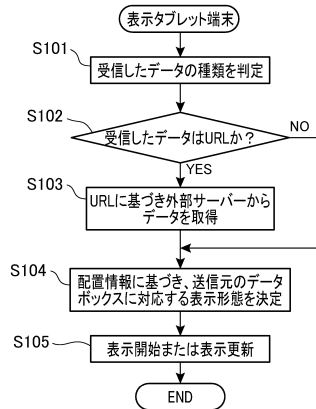 表示タブレット端末
S101
受信したデータの種類を判定
S102
受信したデータはURLか？
NO
YES
S103
URLに基づき外部サーバーから
データを取得
S104
配置情報に基づき、送信元のデータ
ボックスに対応する表示形態を決定
S105
表示開始または表示更新
END